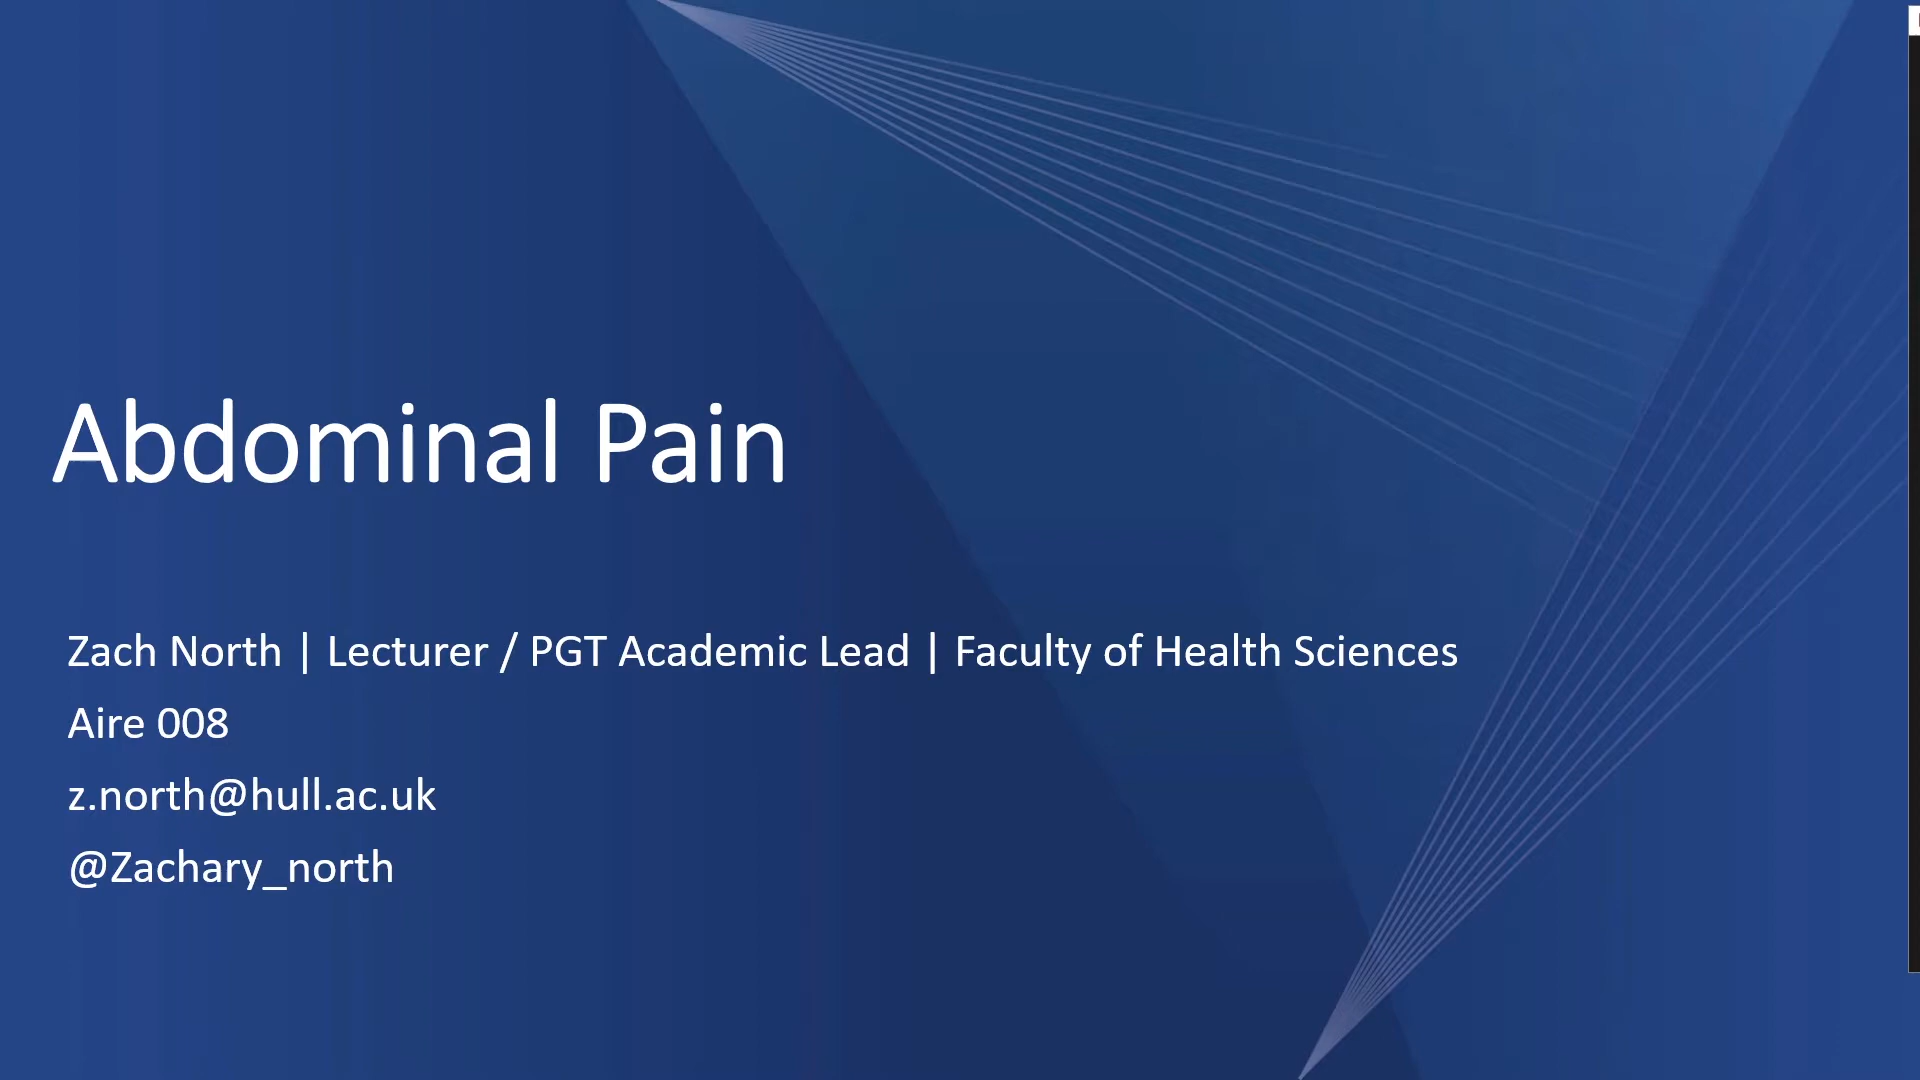 Abdominal Pain
Zach North | Lecturer / PGT Academic Lead | Faculty of Health Sciences
Aire 008
z.north@hull.ac.uk
@Zachary_north